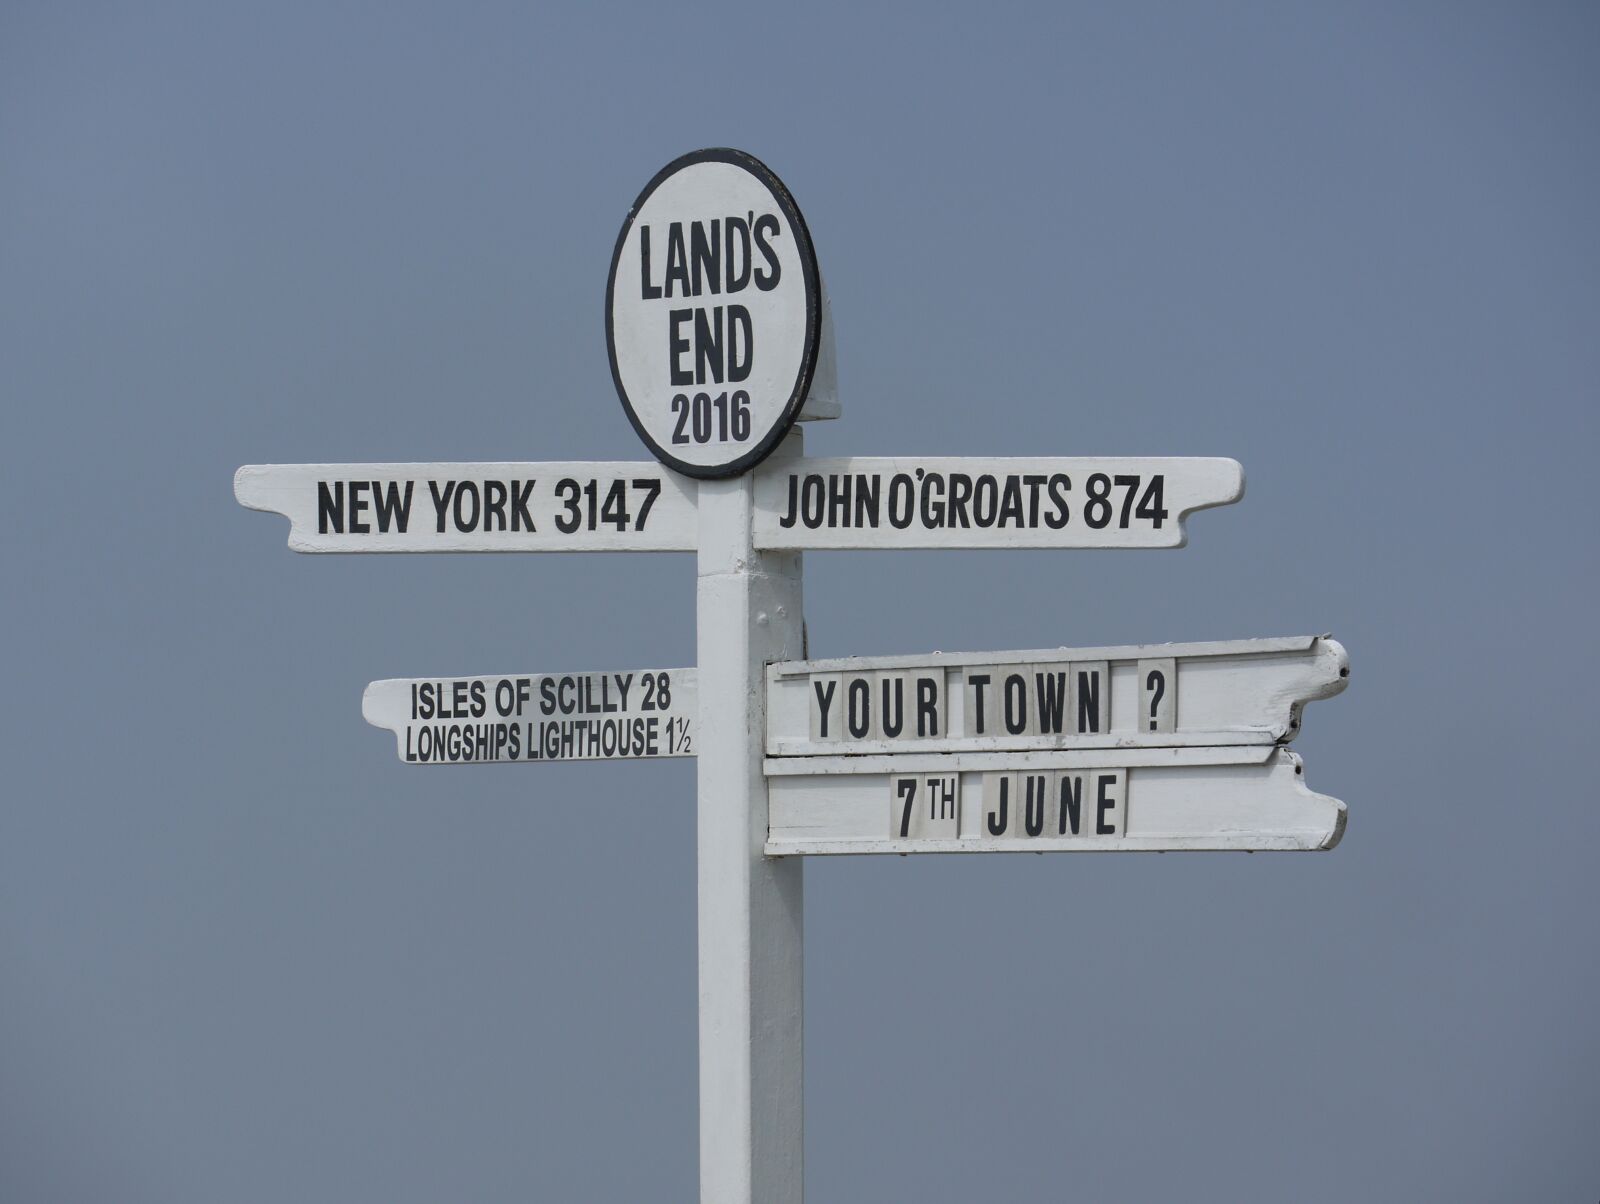 LAND'S
END
2016
NEW YORK 3147
JOHN O'GROATS 874
ISLES OF SCILLY 28
LONGSHIPS LIGHTHOUSE 1½
YOUR TOWN ?
7TH JUNE